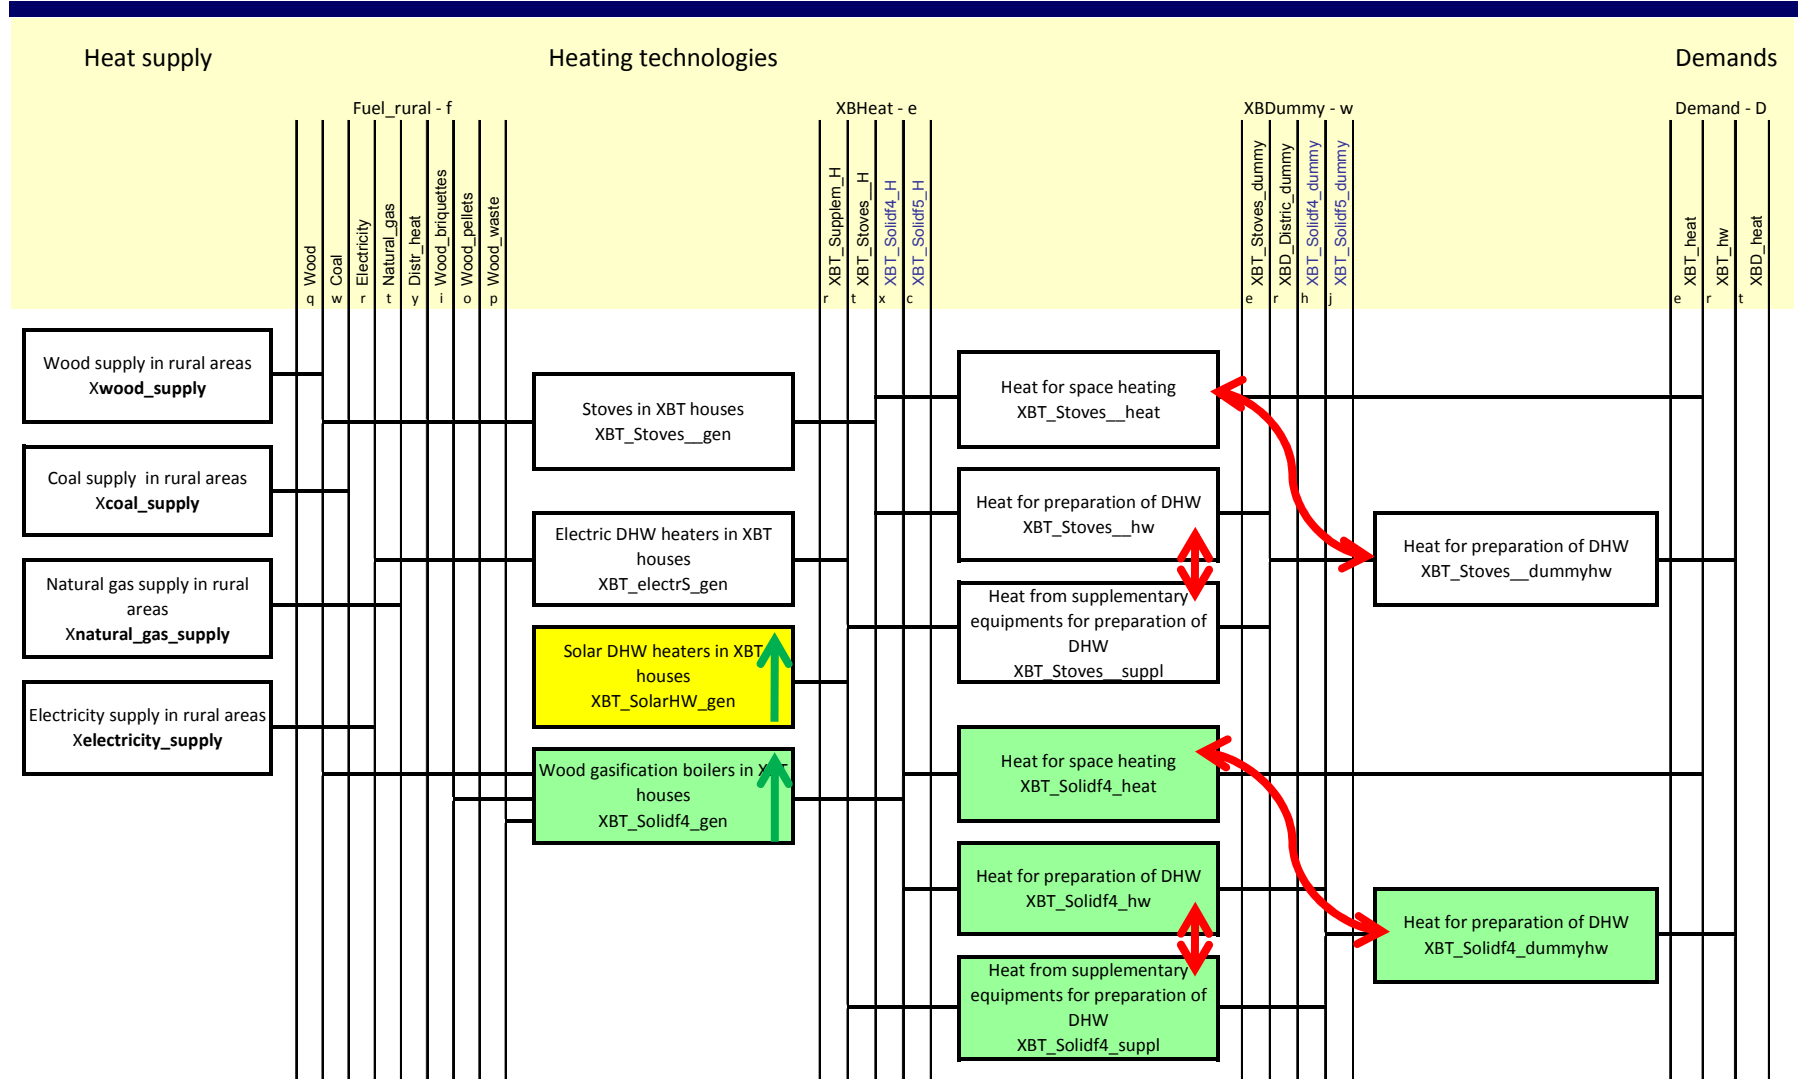 Heat supply
Heating technologies
Demands
Fuel_rural - f
XBHeat - e
XBDummy - w
Demand - D
Wood
Coal
Electricity
Natural_gas
Distr_heat
Wood_briquettes
Wood_pellets
Wood_waste
q
w
r
t
y
i
o
p
XBT_Supplem_H
XBT_Stoves__H
XBT_Solidf4_H
XBT_Solidf5_H
r
t
x
c
XBT_Stoves_dummy
XBD_Distric_dummy
XBT_Solidf4_dummy
XBT_Solidf5_dummy
e
r
h
j
XBT_heat
XBT_hw
XBD_heat
e
r
t
Wood supply in rural areas
Xwood_supply
Coal supply in rural areas
Xcoal_supply
Natural gas supply in rural
areas
Xnatural_gas_supply
Electricity supply in rural areas
Xelectricity_supply
Stoves in XBT houses
XBT_Stoves__gen
Electric DHW heaters in XBT
houses
XBT_electrS_gen
Solar DHW heaters in XBT
houses
XBT_SolarHW_gen
Wood gasification boilers in XBT
houses
XBT_Solidf4_gen
Heat for space heating
XBT_Stoves__heat
Heat for preparation of DHW
XBT_Stoves__hw
Heat from supplementary
equipments for preparation of
DHW
XBT_Stoves__suppl
Heat for space heating
XBT_Solidf4_heat
Heat for preparation of DHW
XBT_Solidf4_hw
Heat from supplementary
equipments for preparation of
DHW
XBT_Solidf4_suppl
Heat for preparation of DHW
XBT_Stoves__dummyhw
Heat for preparation of DHW
XBT_Solidf4_dummyhw